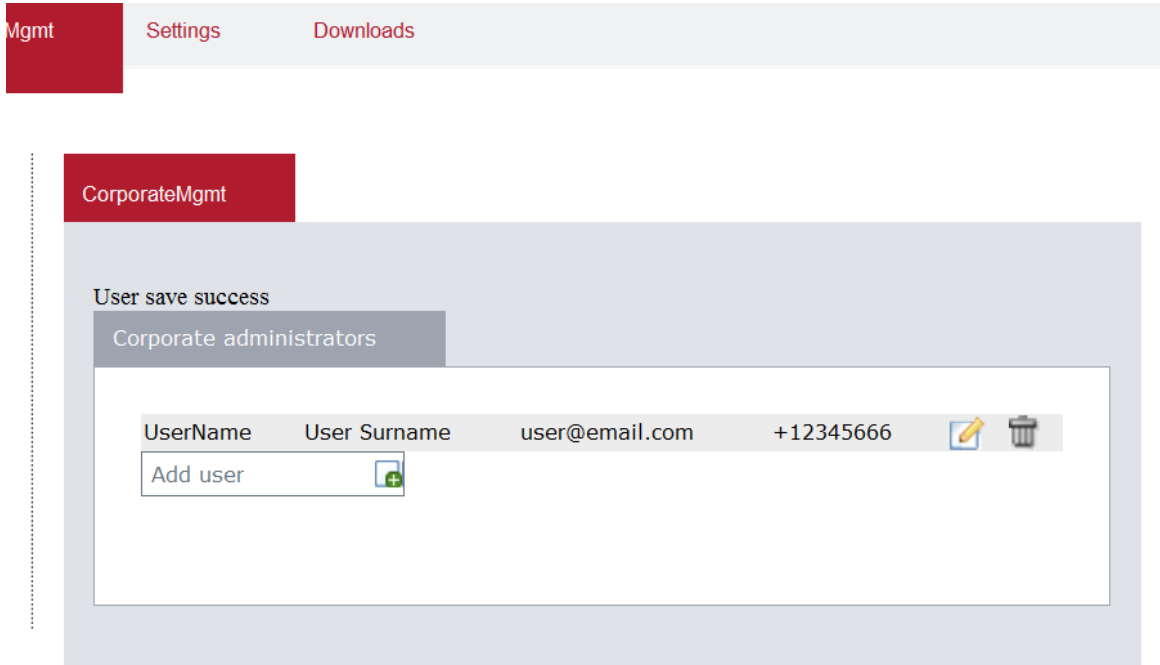 Mgmt Settings Downloads
CorporateMgmt
User save success
Corporate administrators
UserName User Surname user@email.com +12345666
Add user